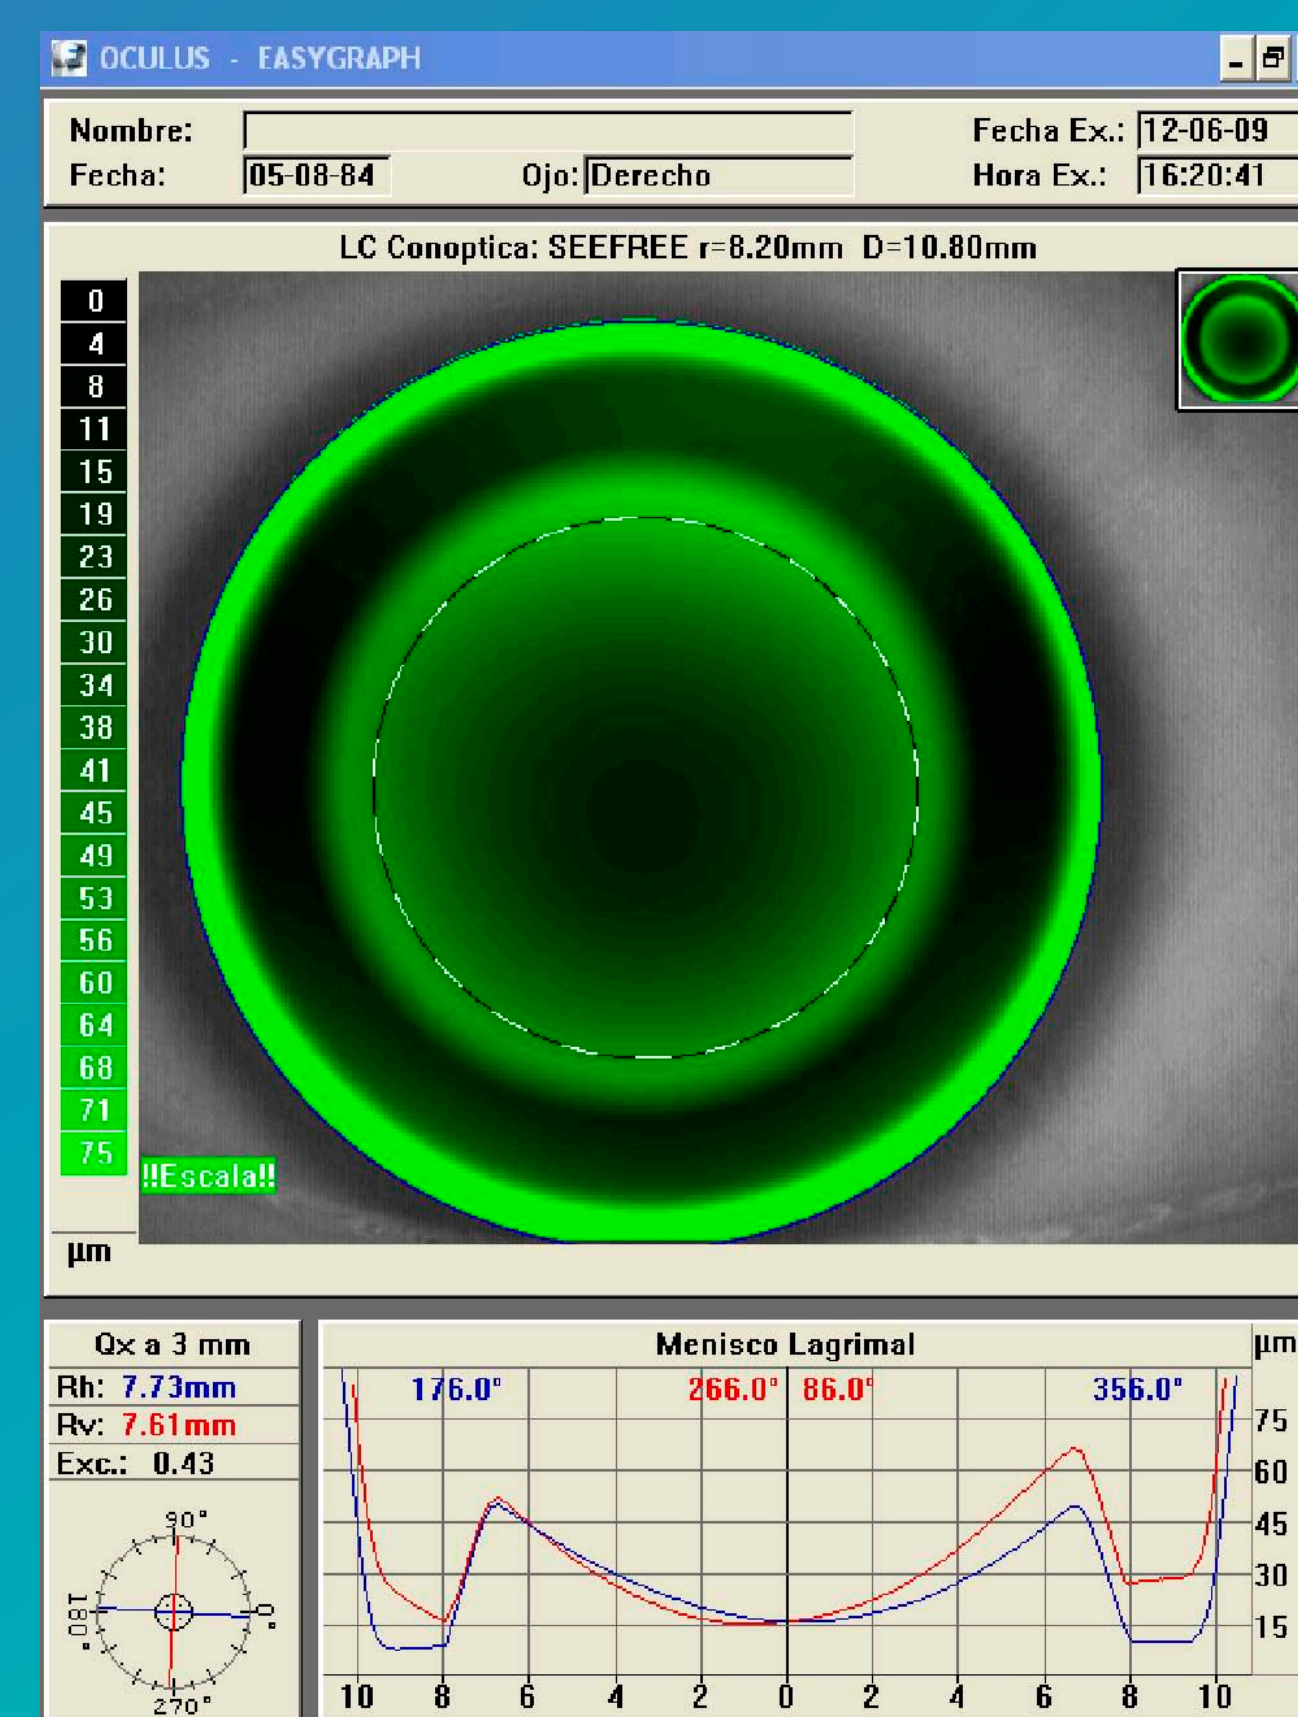 OCULUS - EASYGRAPH
Nombre:
Fecha Ex.: 12-06-09
Fecha: 05-08-84 Ojo: Derecho
Hora Ex.: 16:20:41
LC Conoptica: SEEFREE r=8.20mm D=10.80mm
0
4
8
11
15
19
23
26
30
34
38
41
45
49
53
56
60
64
68
71
75
!!Escala!!
µm
Qx a 3 mm
Rh: 7.73mm
Rv: 7.61mm
Exc.: 0.43
90°
180°
0°
270°
Menisco Lagrimal
µm
176.0° 266.0° 86.0° 356.0°
75
60
45
30
15
10 8 6 4 2 0 2 4 6 8 10